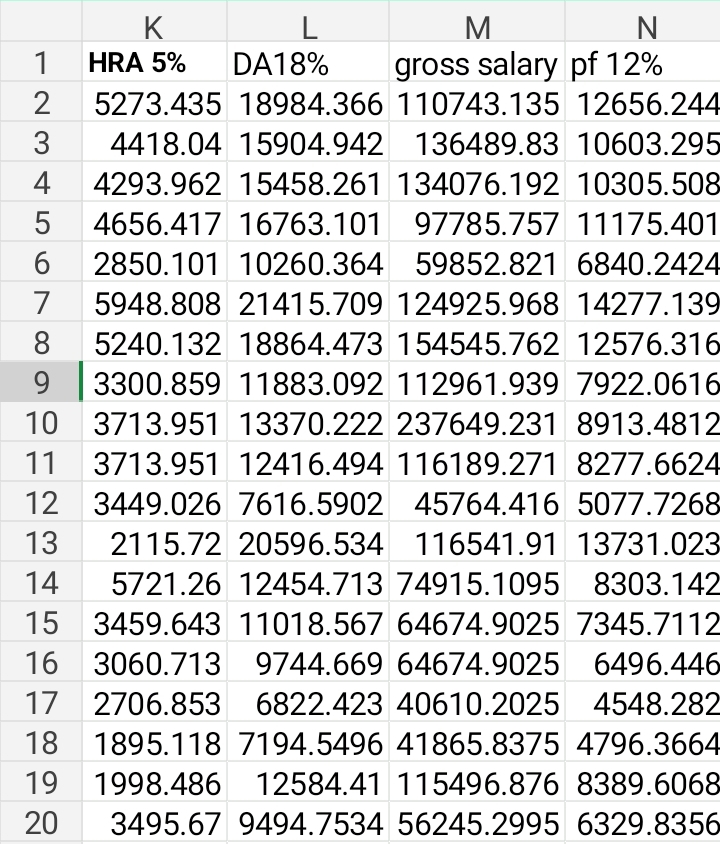 K L M N
1 HRA 5% DA18% gross salary pf 12%
2 5273.435 18984.366 110743.135 12656.244
3 4418.04 15904.942 136489.83 10603.295
4 4293.962 15458.261 134076.192 10305.508
5 4656.417 16763.101 97785.757 11175.401
6 2850.101 10260.364 59852.821 6840.2424
7 5948.808 21415.709 124925.968 14277.139
8 5240.132 18864.473 154545.762 12576.316
9 3300.859 11883.092 112961.939 7922.0616
10 3713.951 13370.222 237649.231 8913.4812
11 3713.951 12416.494 116189.271 8277.6624
12 3449.026 7616.5902 45764.416 5077.7268
13 2115.72 20596.534 116541.91 13731.023
14 5721.26 12454.713 74915.1095 8303.142
15 3459.643 11018.567 64674.9025 7345.7112
16 3060.713 9744.669 64674.9025 6496.446
17 2706.853 6822.423 40610.2025 4548.282
18 1895.118 7194.5496 41865.8375 4796.3664
19 1998.486 12584.41 115496.876 8389.6068
20 3495.67 9494.7534 56245.2995 6329.8356